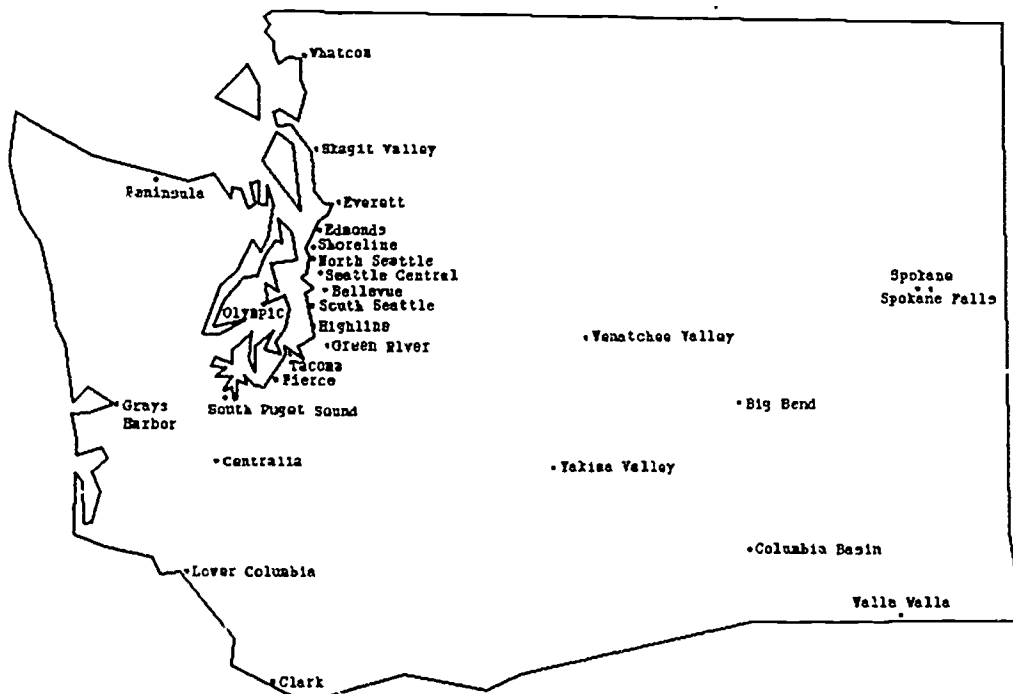 Whatcom
Skagit Valley
Peninsula
Everett
Edmonds
Shoreline
North Seattle
Seattle Central
Spokane
Bellevue
Spokane Falls
Olympic
South Seattle
Highline
Green River
Wenatchee Valley
Tacoma
Pierce
Grays
Harbor
South Puget Sound
Big Bend
Centralia
Yakima Valley
Columbia Basin
Lower Columbia
Walla Walla
Clark